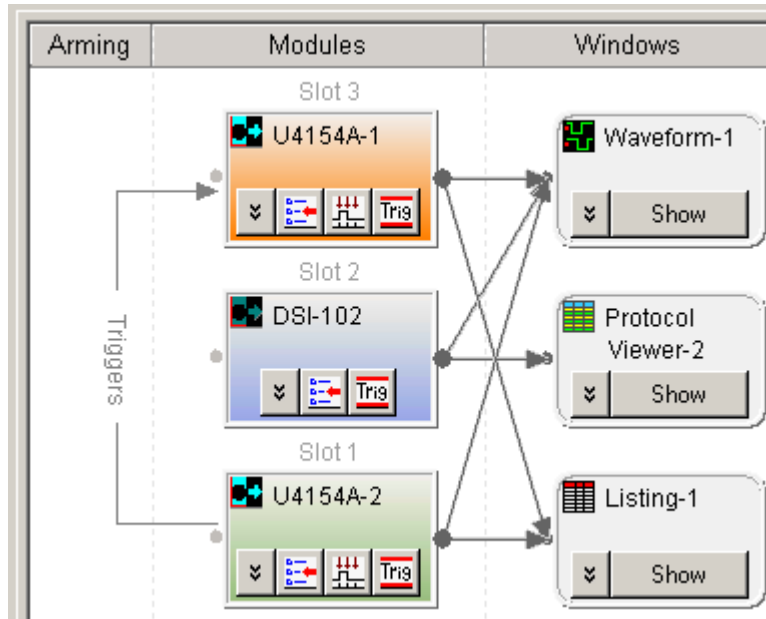 Arming
Modules
Windows
Slot 3
U4154A-1
Trig
Waveform-1
Show
Triggers
Slot 2
DSI-102
Trig
Protocol
Viewer-2
Show
Slot 1
U4154A-2
Trig
Listing-1
Show